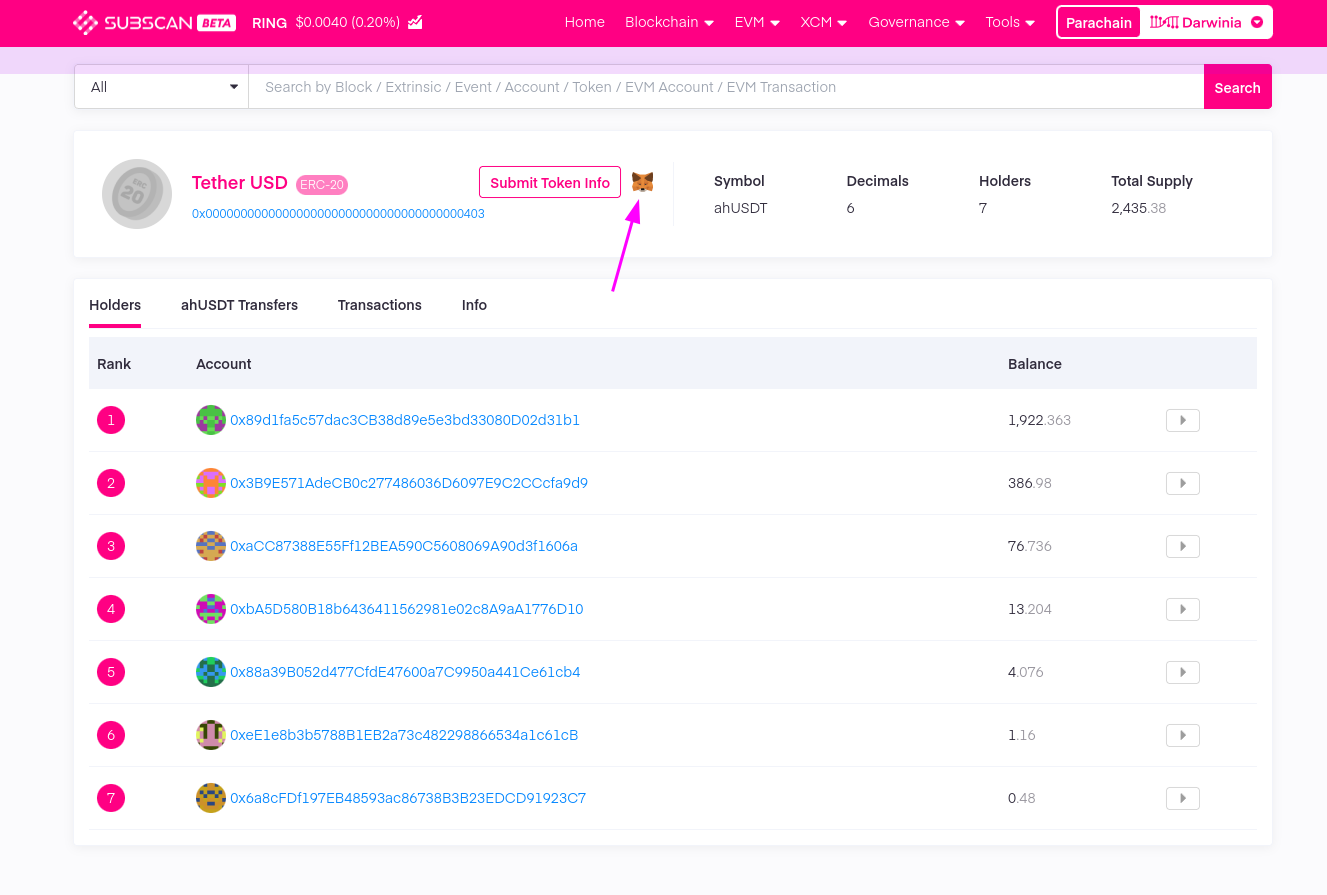 SUBSCAN BETA RING $0.0040 (0.20%) Home Blockchain EVM XCM Governance Tools Parachain Darwinia
All Search by Block / Extrinsic / Event / Account / Token / EVM Account / EVM Transaction Search
ERC 20
Tether USD ERC-20 Submit Token Info
0x0000000000000000000000000000000000000403
Symbol Decimals Holders Total Supply
ahUSDT 6 7 2,435.38
Holders ahUSDT Transfers Transactions Info
Rank Account Balance
1 0x89d1fa5c57dac3CB38d89e5e3bd33080D02d31b1 1,922.363
2 0x3B9E571AdeCB0c277486036D6097E9C2CCcfa9d9 386.98
3 0xaCC87388E55Ff12BEA590C5608069A90d3f1606a 76.736
4 0xbA5D580B18b6436411562981e02c8A9aA1776D10 13.204
5 0x88a39B052d477CfdE47600a7C9950a441Ce61cb4 4.076
6 0xeE1e8b3b5788B1EB2a73c482298866534a1c61cB 1.16
7 0x6a8cFDf197EB48593ac86738B3B23EDCD91923C7 0.48